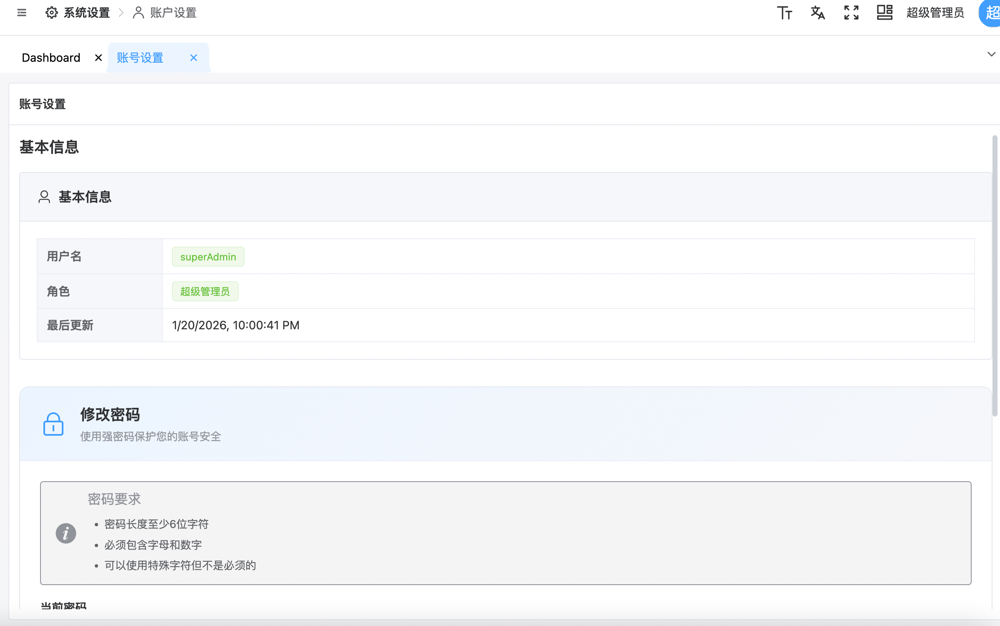 系统设置 账户设置 超级管理员 超
Dashboard 账号设置
账号设置
基本信息
基本信息
用户名 superAdmin
角色 超级管理员
最后更新 1/20/2026, 10:00:41 PM
修改密码
使用强密码保护您的账号安全
密码要求
• 密码长度至少6位字符
• 必须包含字母和数字
• 可以使用特殊字符但不是必须的
当前密码